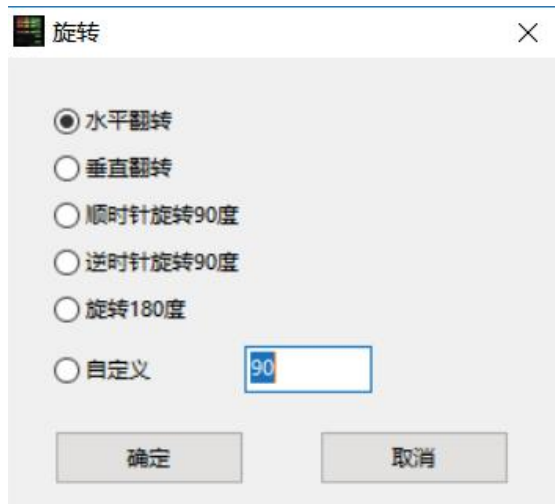 旋转
水平翻转
垂直翻转
顺时针旋转90度
逆时针旋转90度
旋转180度
自定义 90
确定 取消